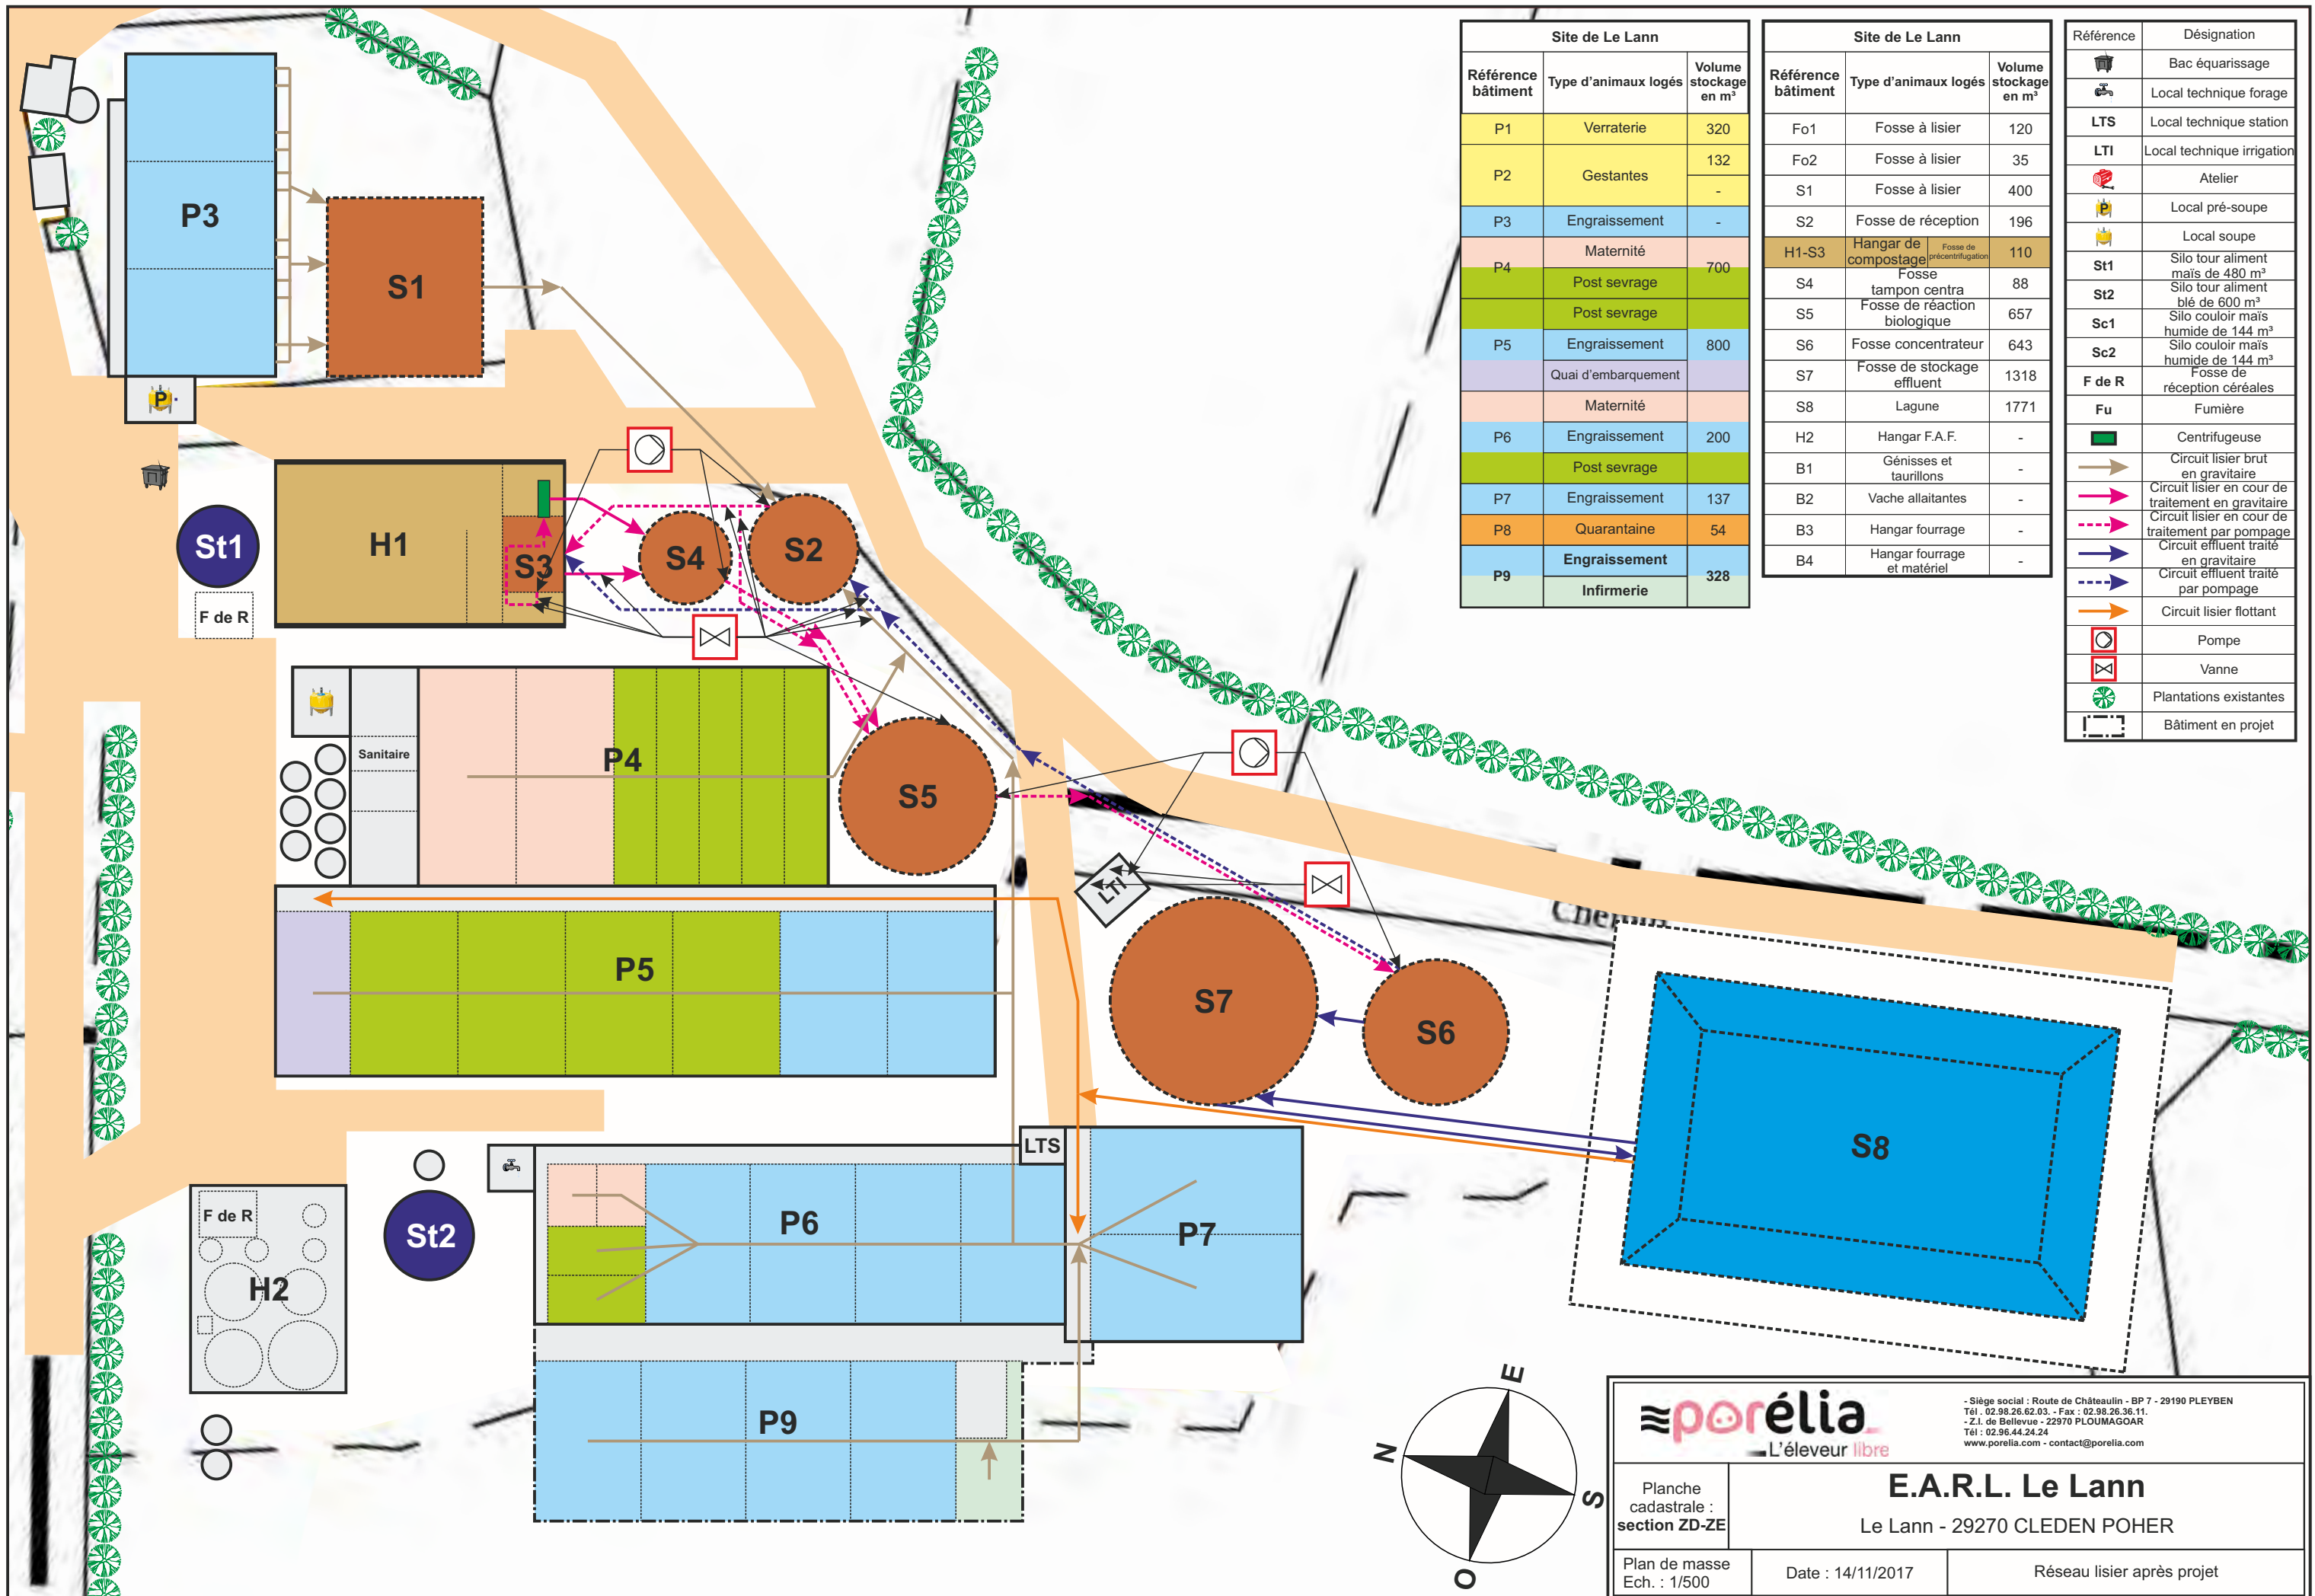 P3
S1
P
H1
St1
F de R
S3
S4
S2
Sanitaire
P4
S5
LTI
Chemin
P5
S7
S6
S8
LTS
St2
F de R
H2
P6
P7
P9
N
E
S
O
Site de Le Lann
Référence bâtiment
Type d'animaux logés
Volume stockage en m³
P1 Verraterie 320
P2 Gestantes 132
-
P3 Engraissement -
P4 Maternité 700
Post sevrage
Post sevrage
P5 Engraissement 800
Quai d'embarquement
Maternité
P6 Engraissement 200
Post sevrage
P7 Engraissement 137
P8 Quarantaine 54
P9 Engraissement 328
Infirmerie
Site de Le Lann
Référence bâtiment
Type d'animaux logés
Volume stockage en m³
Fo1 Fosse à lisier 120
Fo2 Fosse à lisier 35
S1 Fosse à lisier 400
S2 Fosse de réception 196
H1-S3 Hangar de compostage Fosse de précentrifugation 110
S4 Fosse tampon centra 88
S5 Fosse de réaction biologique 657
S6 Fosse concentrateur 643
S7 Fosse de stockage effluent 1318
S8 Lagune 1771
H2 Hangar F.A.F. -
B1 Génisses et taurillons -
B2 Vache allaitantes -
B3 Hangar fourrage -
B4 Hangar fourrage et matériel -
Référence Désignation
Bac équarissage
Local technique forage
LTS Local technique station
LTI Local technique irrigation
Atelier
P Local pré-soupe
Local soupe
St1 Silo tour aliment maïs de 480 m³
St2 Silo tour aliment blé de 600 m³
Sc1 Silo couloir maïs humide de 144 m³
Sc2 Silo couloir maïs humide de 144 m³
F de R Fosse de réception céréales
Fu Fumière
Centrifugeuse
Circuit lisier brut en gravitaire
Circuit lisier en cour de traitement en gravitaire
Circuit lisier en cour de traitement par pompage
Circuit effluent traité en gravitaire
Circuit effluent traité par pompage
Circuit lisier flottant
Pompe
Vanne
Plantations existantes
Bâtiment en projet
porélia
L'éleveur libre
- Siège social : Route de Châteaulin - BP 7 - 29190 PLEYBEN
Tél . 02.98.26.62.03. - Fax : 02.98.26.36.11.
- Z.I. de Bellevue - 22970 PLOUMAGOAR
Tél : 02.96.44.24.24
www.porelia.com - contact@porelia.com
Planche
cadastrale :
section ZD-ZE
E.A.R.L. Le Lann
Le Lann - 29270 CLEDEN POHER
Plan de masse
Ech. : 1/500
Date : 14/11/2017
Réseau lisier après projet